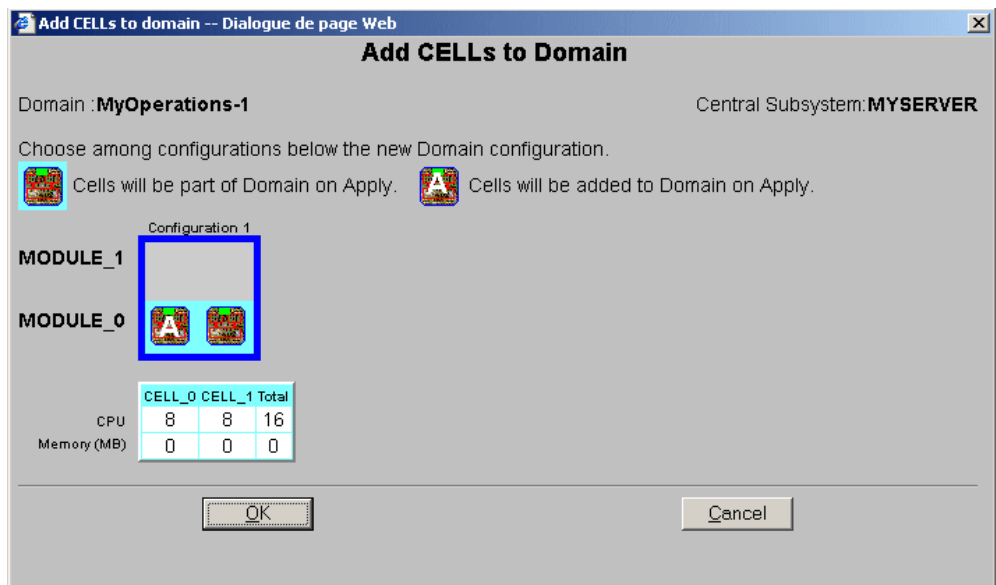 Add CELLs to domain -- Dialogue de page Web
Add CELLs to Domain
Domain :MyOperations-1 Central Subsystem:MYSERVER
Choose among configurations below the new Domain configuration.
Cells will be part of Domain on Apply. A Cells will be added to Domain on Apply.
Configuration 1
MODULE_1
MODULE_0 A
CELL_0 CELL_1 Total
CPU 8 8 16
Memory (MB) 0 0 0
OK Cancel